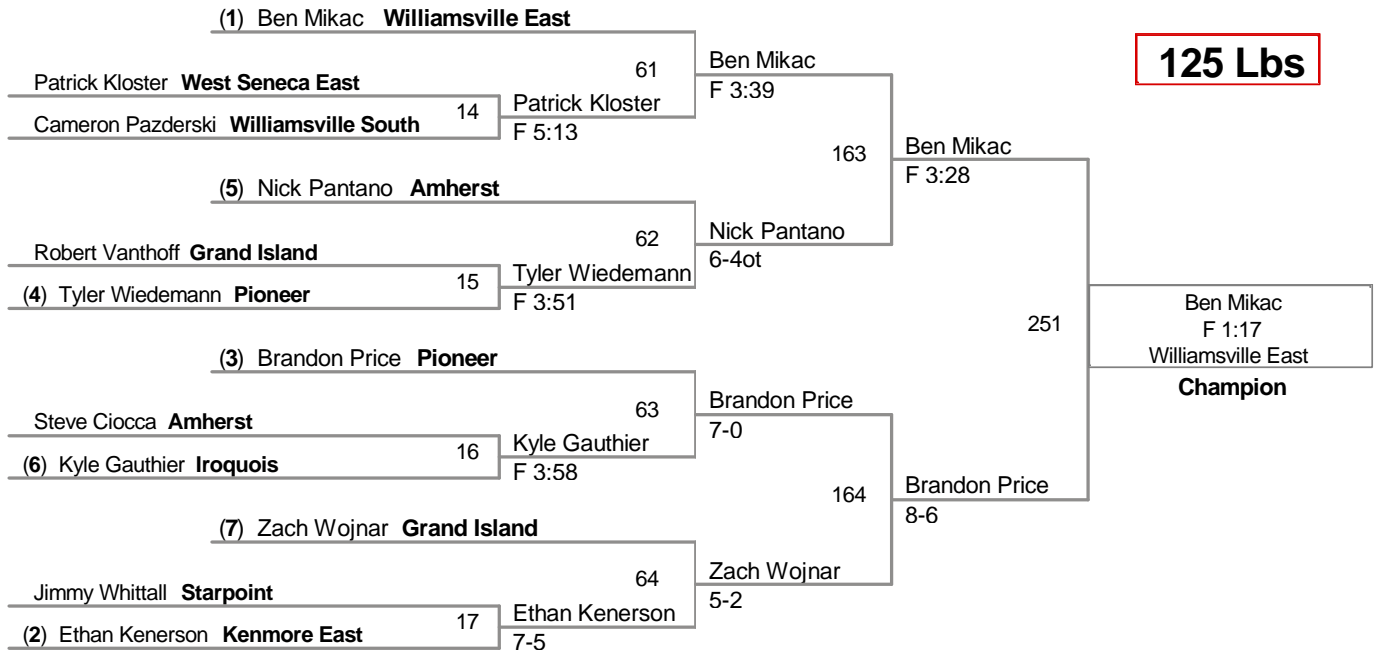 (1) Ben Mikac Williamsville East
125 Lbs
61
Ben Mikac
F 3:39
Patrick Kloster West Seneca East
14
Patrick Kloster
F 5:13
Cameron Pazderski Williamsville South
163
Ben Mikac
F 3:28
(5) Nick Pantano Amherst
62
Nick Pantano
6-4ot
Robert Vanthoff Grand Island
15
Tyler Wiedemann
F 3:51
(4) Tyler Wiedemann Pioneer
251
Ben Mikac
F 1:17
Williamsville East
Champion
(3) Brandon Price Pioneer
63
Brandon Price
7-0
Steve Ciocca Amherst
16
Kyle Gauthier
F 3:58
(6) Kyle Gauthier Iroquois
164
Brandon Price
8-6
(7) Zach Wojnar Grand Island
64
Zach Wojnar
5-2
Jimmy Whittall Starpoint
17
Ethan Kenerson
7-5
(2) Ethan Kenerson Kenmore East